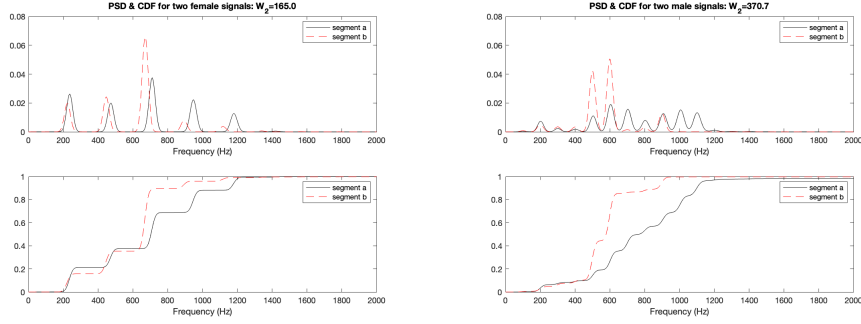 PSD & CDF for two female signals: W2=165.0
0.08
0.06
0.04
0.02
0
segment a
segment b
0 200 400 600 800 1000 1200 1400 1600 1800 2000
Frequency (Hz)
1
0.8
0.6
0.4
0.2
0
segment a
segment b
0 200 400 600 800 1000 1200 1400 1600 1800 2000
Frequency (Hz)
PSD & CDF for two male signals: W2=370.7
0.08
0.06
0.04
0.02
0
segment a
segment b
0 200 400 600 800 1000 1200 1400 1600 1800 2000
Frequency (Hz)
1
0.8
0.6
0.4
0.2
0
segment a
segment b
0 200 400 600 800 1000 1200 1400 1600 1800 2000
Frequency (Hz)